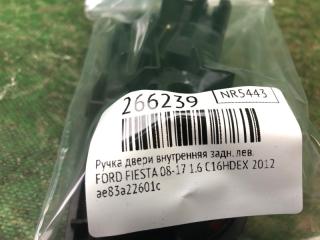 266239
NR5443
Ручка двери внутренняя задн. лев.
FORD FIESTA 08-17 1.6 C16HDEX 2012
ae83a22601c